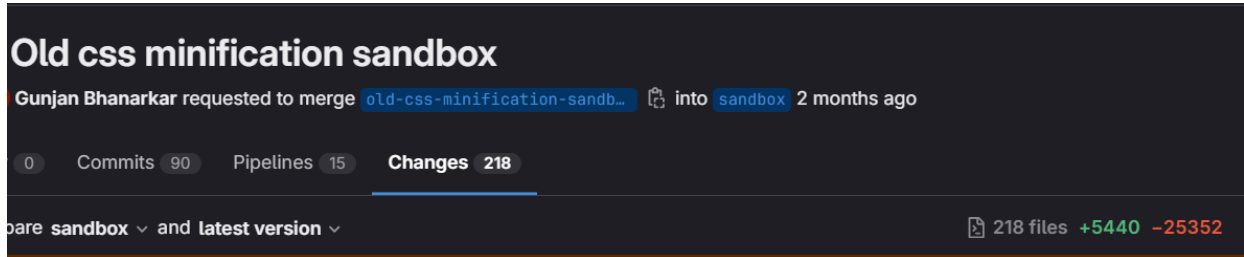 Old css minification sandbox
Gunjan Bhanarkar requested to merge old-css-minification-sandb… into sandbox 2 months ago
0 Commits 90 Pipelines 15 Changes 218
pare sandbox and latest version 218 files +5440 −25352